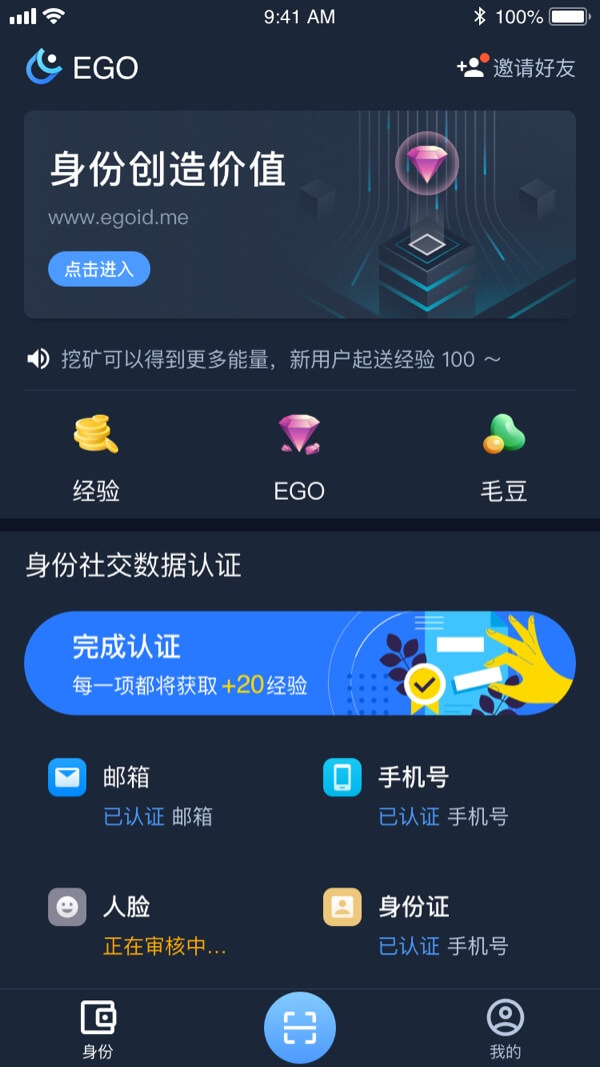 9:41 AM 100%
EGO 邀请好友
身份创造价值
www.egoid.me
点击进入
挖矿可以得到更多能量，新用户起送经验 100 ～
经验 EGO 毛豆
身份社交数据认证
完成认证
每一项都将获取 +20经验
邮箱 手机号
已认证 邮箱 已认证 手机号
人脸 身份证
正在审核中... 已认证 手机号
身份 我的